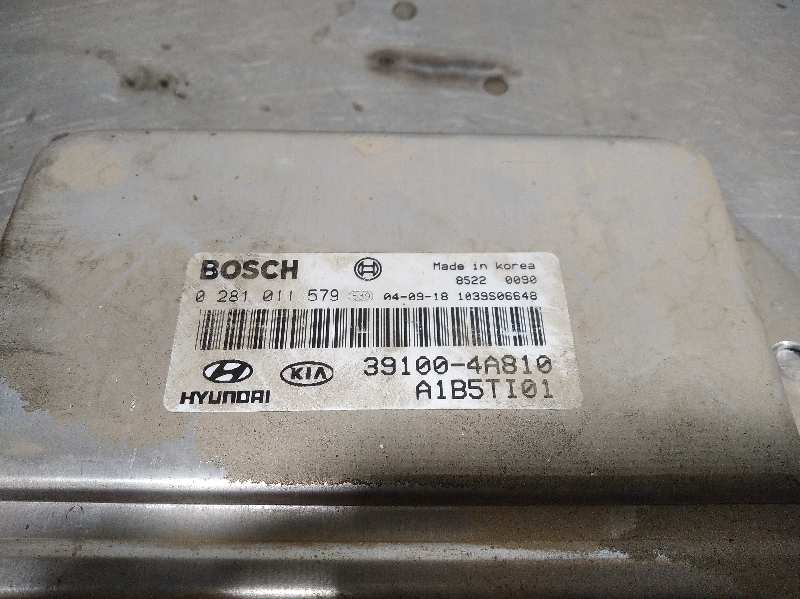 BOSCH
Made in korea
8522 0090
0 281 011 579 04-09-18 1039S06648
HYUNDAI KIA 39100-4A810
A1B5TI01